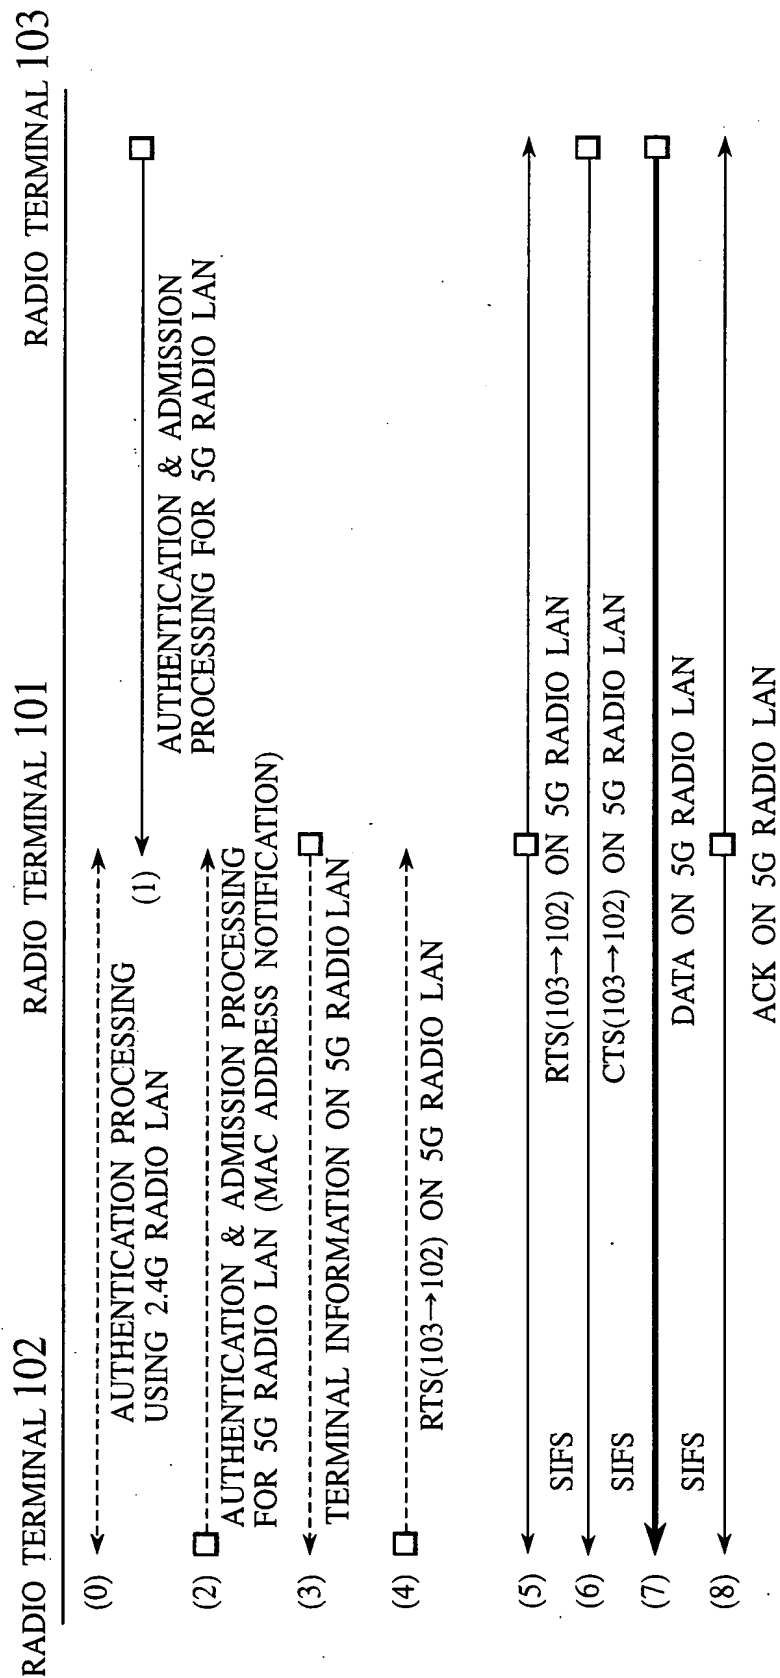 RADIO TERMINAL 102
RADIO TERMINAL 101
RADIO TERMINAL 103
(0)
AUTHENTICATION PROCESSING
USING 2.4G RADIO LAN
(1)
AUTHENTICATION & ADMISSION
PROCESSING FOR 5G RADIO LAN
(2)
AUTHENTICATION & ADMISSION PROCESSING
FOR 5G RADIO LAN (MAC ADDRESS NOTIFICATION)
(3)
TERMINAL INFORMATION ON 5G RADIO LAN
(4)
RTS(103→102) ON 5G RADIO LAN
(5)
SIFS
RTS(103→102) ON 5G RADIO LAN
(6)
SIFS
CTS(103→102) ON 5G RADIO LAN
(7)
SIFS
DATA ON 5G RADIO LAN
(8)
ACK ON 5G RADIO LAN